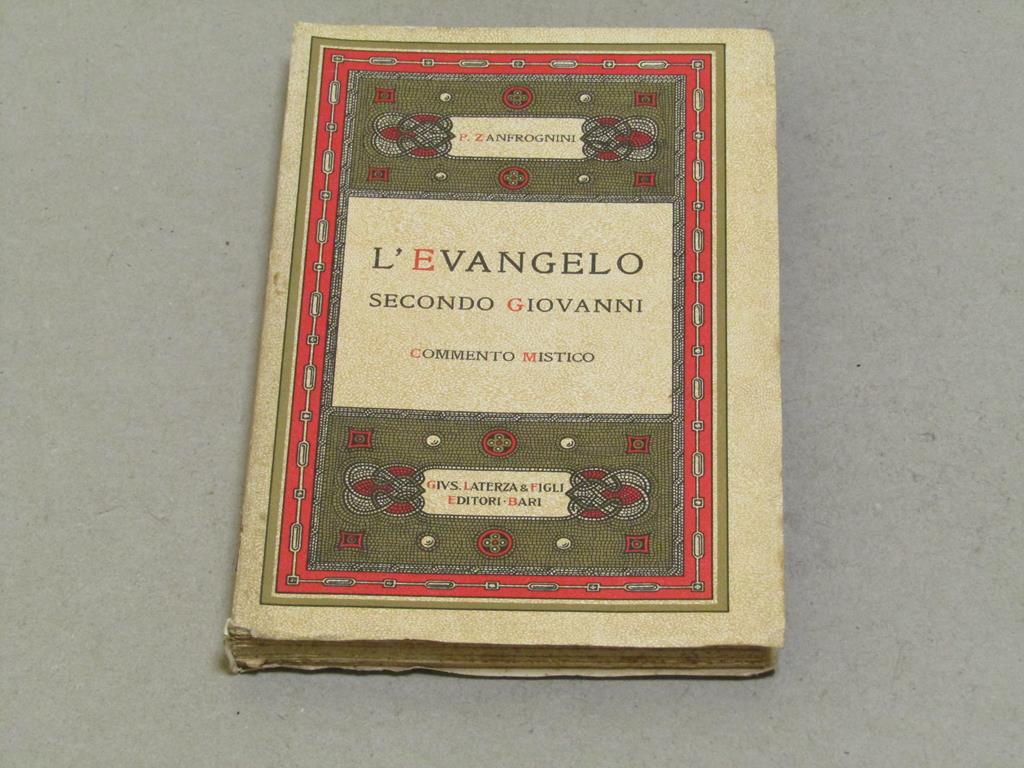 P. ZANFROGNINI
L'EVANGELO
SECONDO GIOVANNI
COMMENTO MISTICO
GIVS. LATERZA & FIGLI
EDITORI · BARI